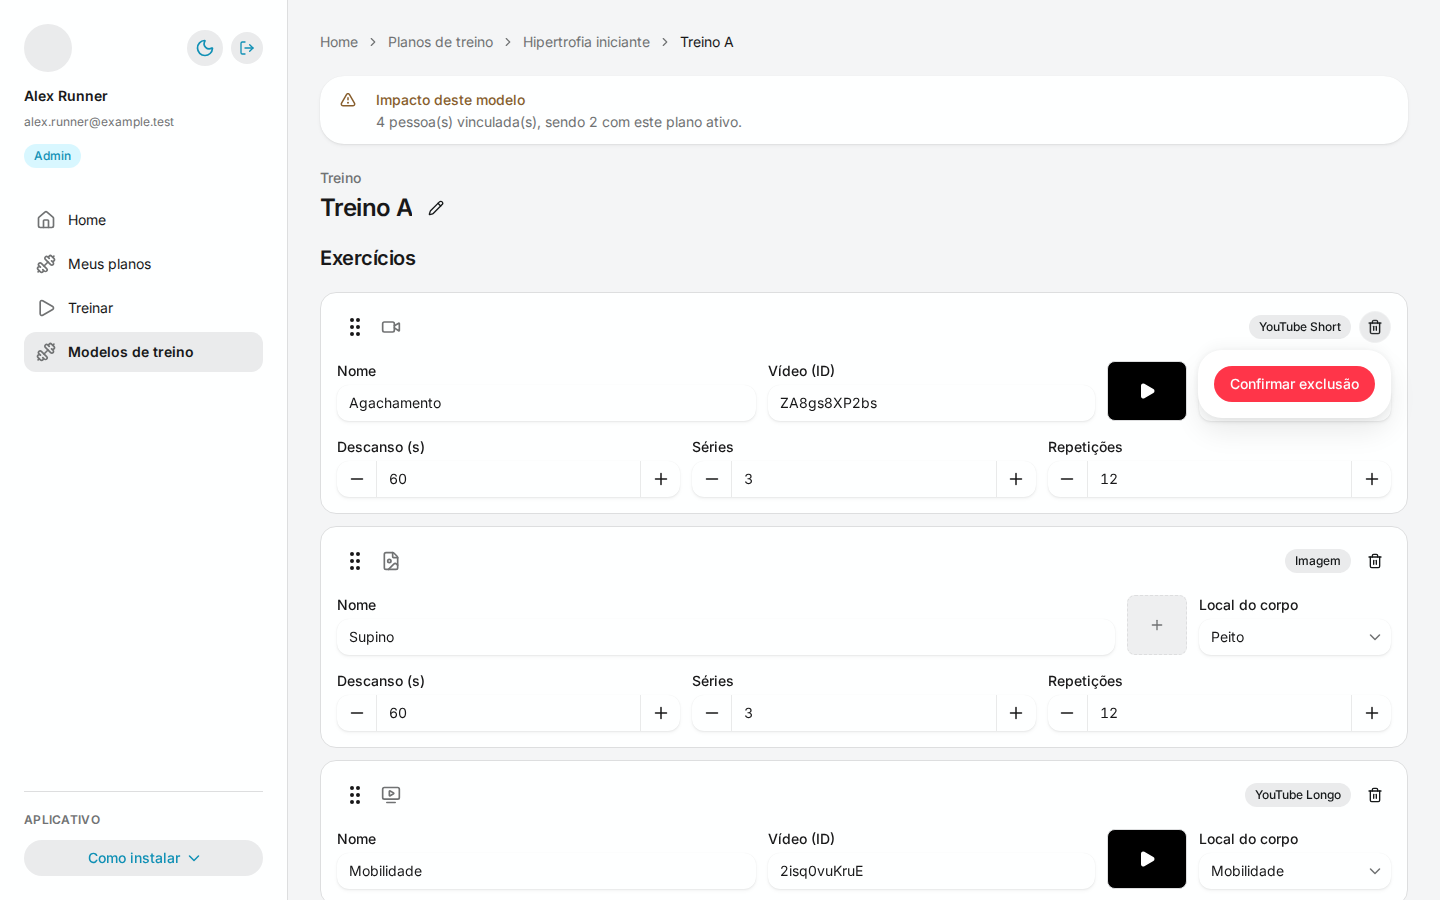 Alex Runner
alex.runner@example.test
Admin
Home
Meus planos
Treinar
Modelos de treino
APLICATIVO
Como instalar
Home > Planos de treino > Hipertrofia iniciante > Treino A
Impacto deste modelo
4 pessoa(s) vinculada(s), sendo 2 com este plano ativo.
Treino
Treino A
Exercícios
YouTube Short
Nome
Vídeo (ID)
Agachamento
ZA8gs8XP2bs
Confirmar exclusão
Descanso (s)
Séries
Repetições
60
3
12
Imagem
Nome
Local do corpo
Supino
Peito
Descanso (s)
Séries
Repetições
60
3
12
YouTube Longo
Nome
Vídeo (ID)
Local do corpo
Mobilidade
2isq0vuKruE
Mobilidade